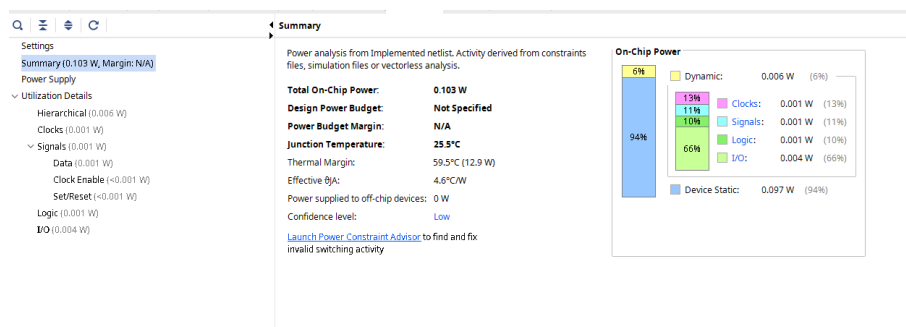 Summary
Settings
Summary (0.103 W, Margin: N/A)
Power Supply
Utilization Details
Hierarchical (0.006 W)
Clocks (0.001 W)
Signals (0.001 W)
Data (0.001 W)
Clock Enable (<0.001 W)
Set/Reset (<0.001 W)
Logic (0.001 W)
I/O (0.004 W)
Power analysis from Implemented netlist. Activity derived from constraints
files, simulation files or vectorless analysis.
Total On-Chip Power: 0.103 W
Design Power Budget: Not Specified
Power Budget Margin: N/A
Junction Temperature: 25.5°C
Thermal Margin: 59.5°C (12.9 W)
Effective ϑJA: 4.6°C/W
Power supplied to off-chip devices: 0 W
Confidence level: Low
Launch Power Constraint Advisor to find and fix
invalid switching activity
On-Chip Power
6%
94%
Dynamic: 0.006 W (6%)
13%
11%
10%
66%
Clocks: 0.001 W (13%)
Signals: 0.001 W (11%)
Logic: 0.001 W (10%)
I/O: 0.004 W (66%)
Device Static: 0.097 W (94%)